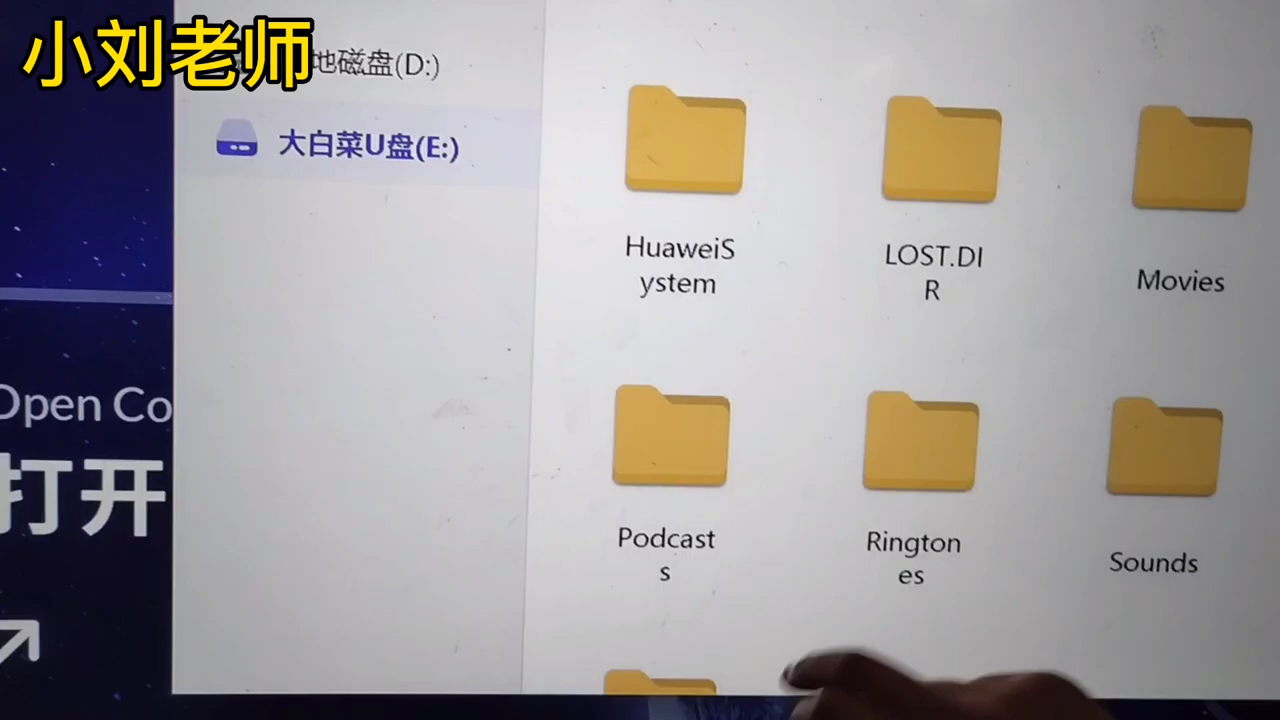 小刘老师
地磁盘(D:)
大白菜U盘(E:)
HuaweiS
ystem
LOST.DI
R
Movies
Podcast
s
Rington
es
Sounds
Open Co
打开